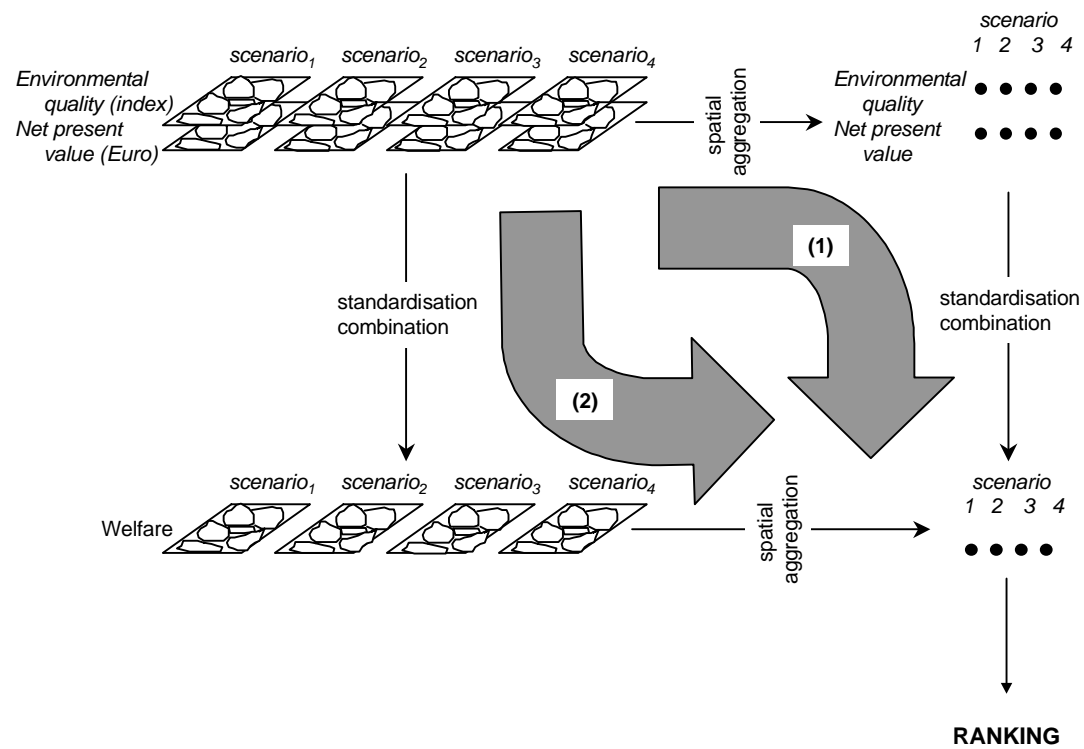 scenario
1 2 3 4
scenario1 scenario2 scenario3 scenario4
Environmental
quality (index)
Net present
value (Euro)
spatial
aggregation
Environmental
quality
Net present
value
(1)
standardisation
combination
standardisation
combination
(2)
scenario1 scenario2 scenario3 scenario4
Welfare
spatial
aggregation
scenario
1 2 3 4
RANKING